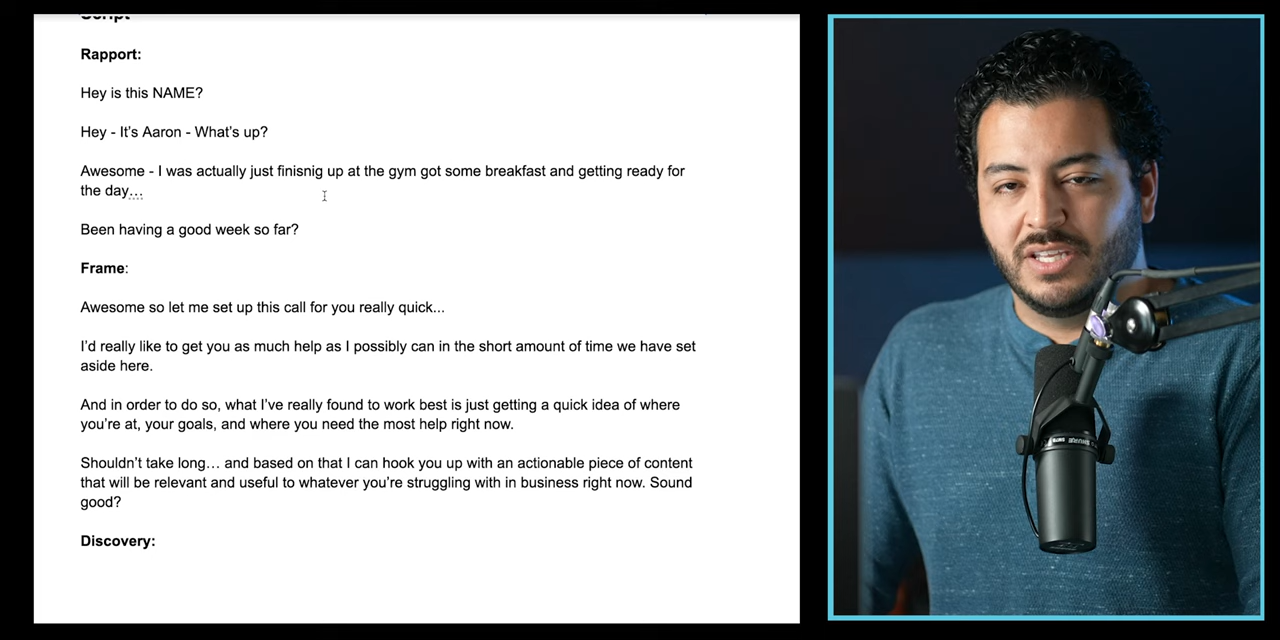 Script
Rapport:
Hey is this NAME?
Hey - It's Aaron - What's up?
Awesome - I was actually just finisnig up at the gym got some breakfast and getting ready for
the day…
Been having a good week so far?
Frame:
Awesome so let me set up this call for you really quick...
I'd really like to get you as much help as I possibly can in the short amount of time we have set
aside here.
And in order to do so, what I've really found to work best is just getting a quick idea of where
you're at, your goals, and where you need the most help right now.
Shouldn't take long… and based on that I can hook you up with an actionable piece of content
that will be relevant and useful to whatever you're struggling with in business right now. Sound
good?
Discovery: